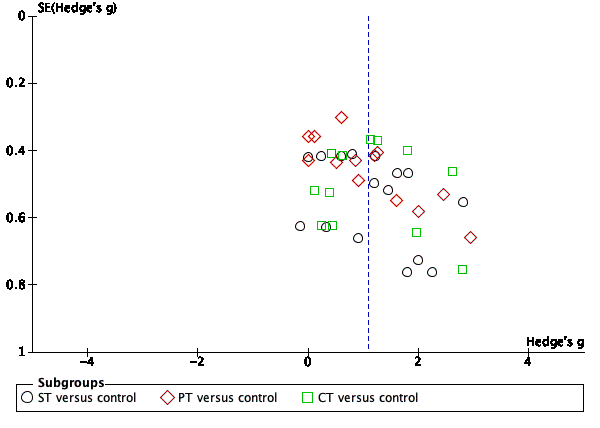 SE(Hedge's g)
0
0.2
0.4
0.6
0.8
1
−4
−2
0
2
4
Hedge's g
Subgroups
ST versus control
PT versus control
CT versus control